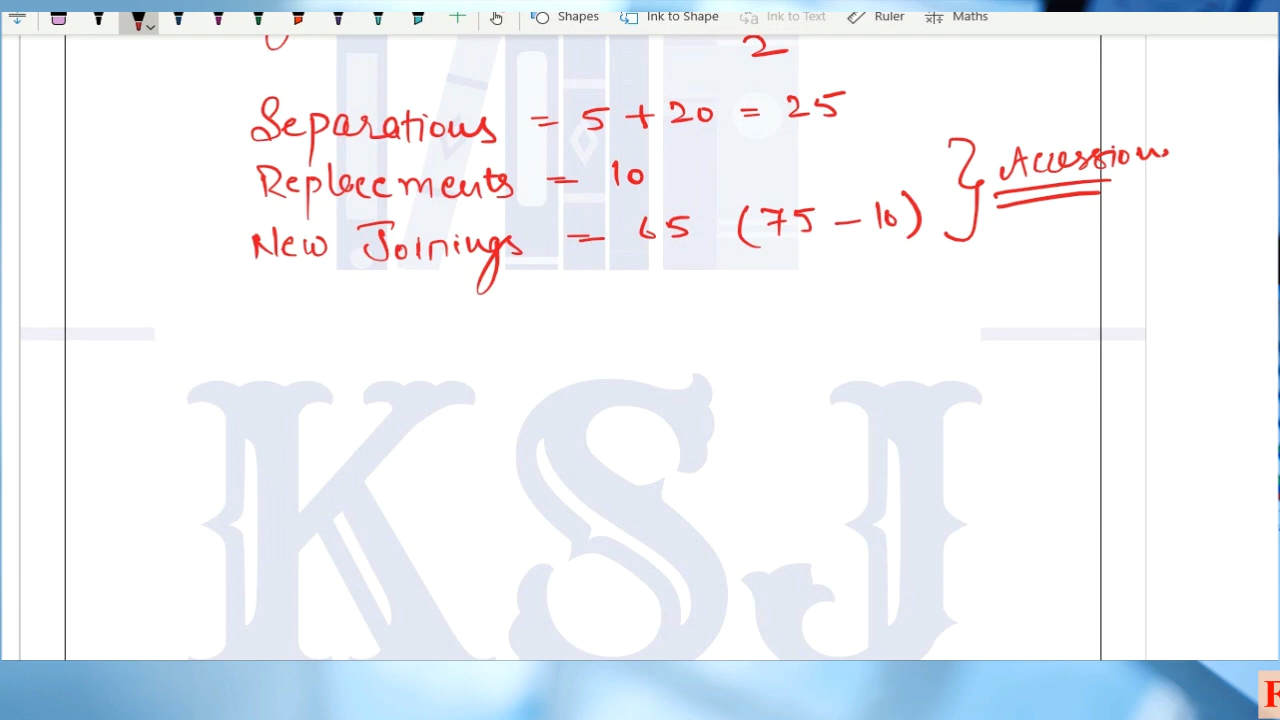 Shapes Ink to Shape Ink to Text Ruler Maths
2
Separations = 5 + 20 = 25
Replacements = 10
New Joinings = 65 (75 - 10) } Accessions
KSJ